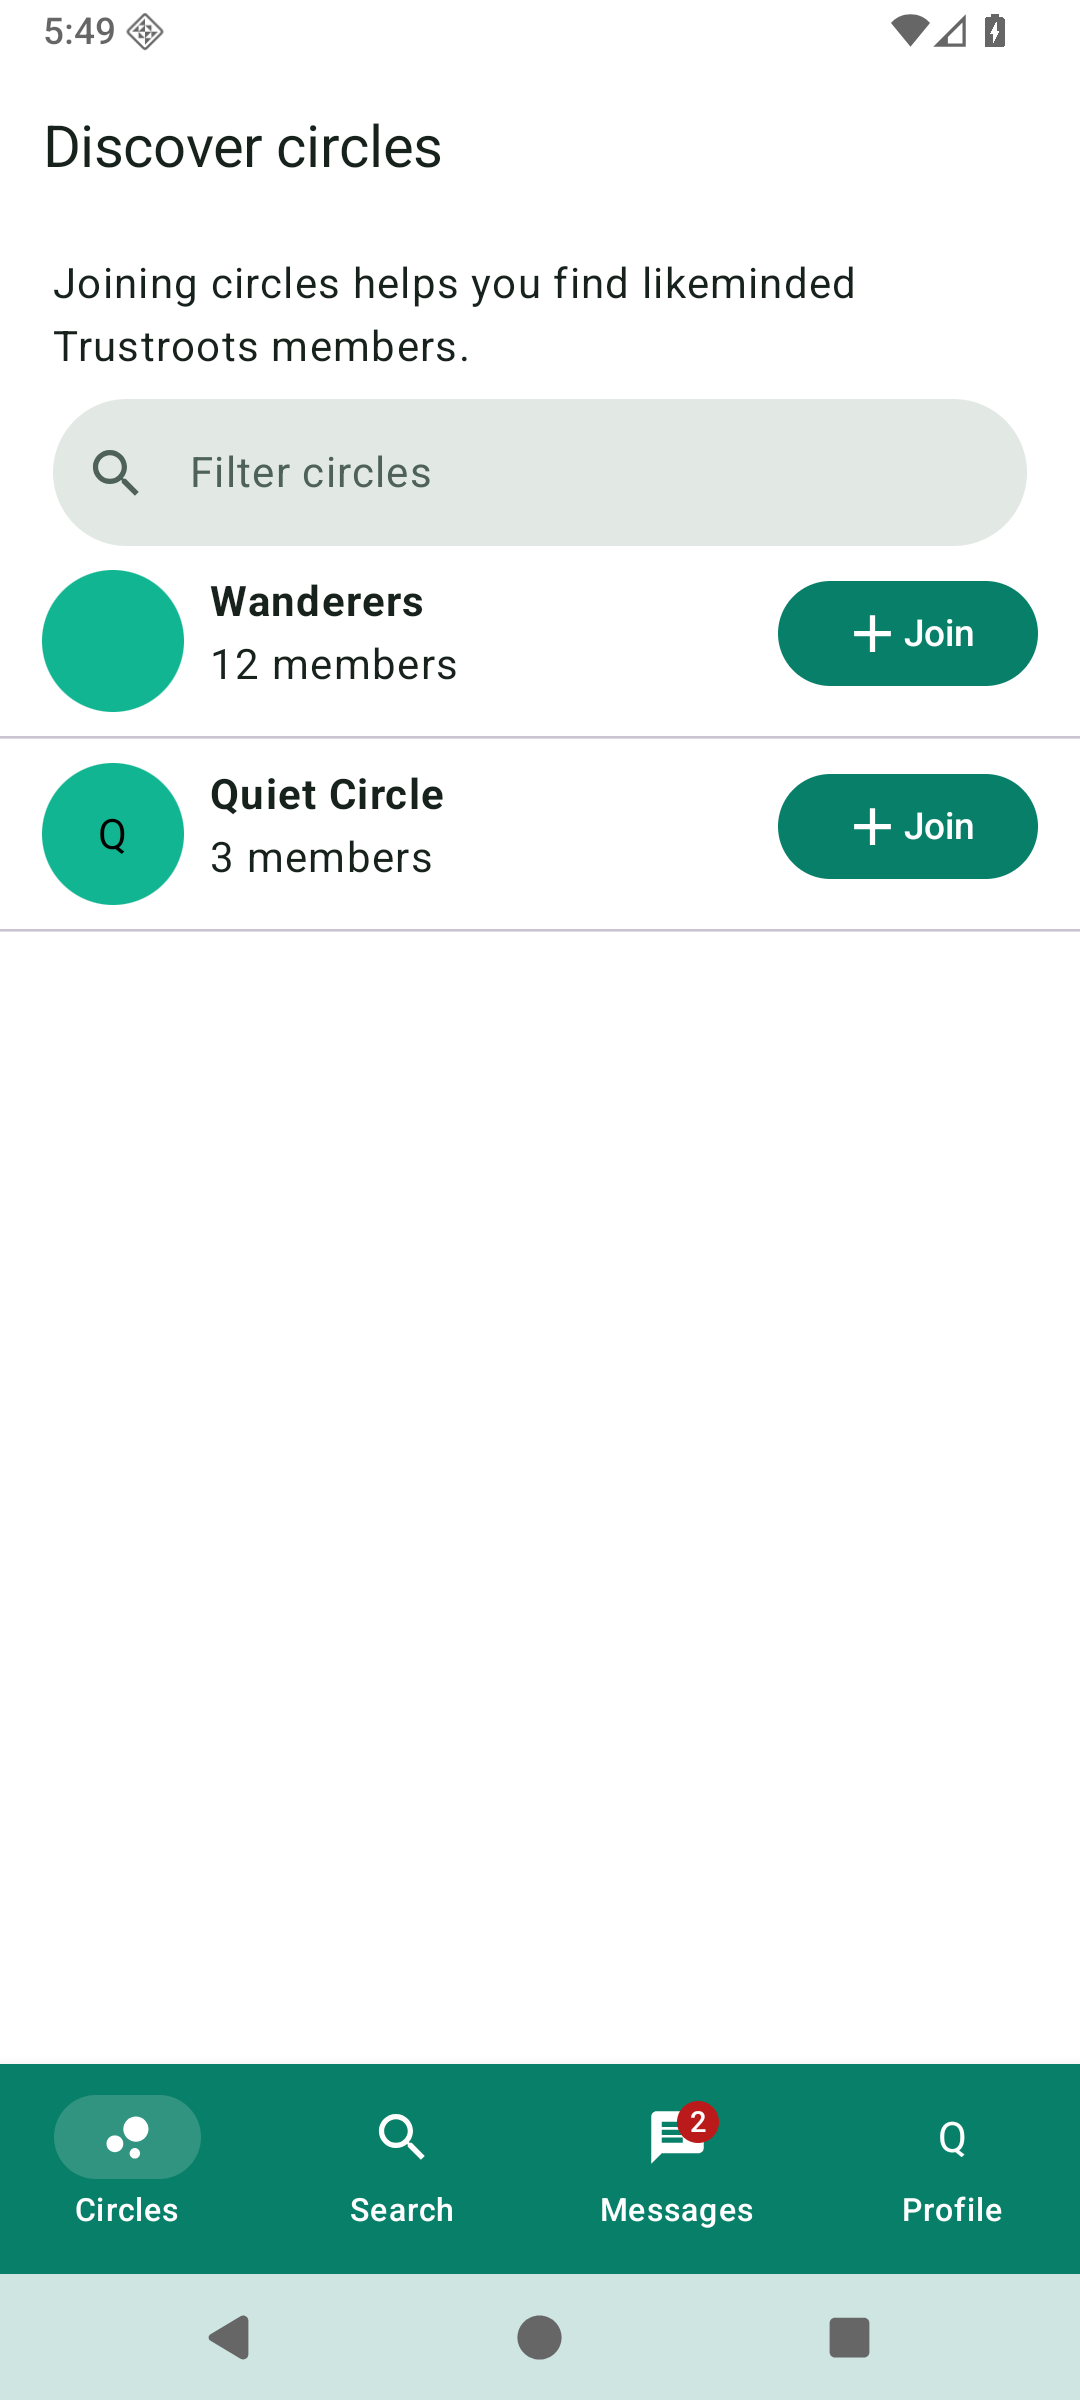 5:49
Discover circles
Joining circles helps you find likeminded
Trustroots members.
Filter circles
Wanderers
12 members
Join
Q
Quiet Circle
3 members
Join
2
Q
Circles
Search
Messages
Profile